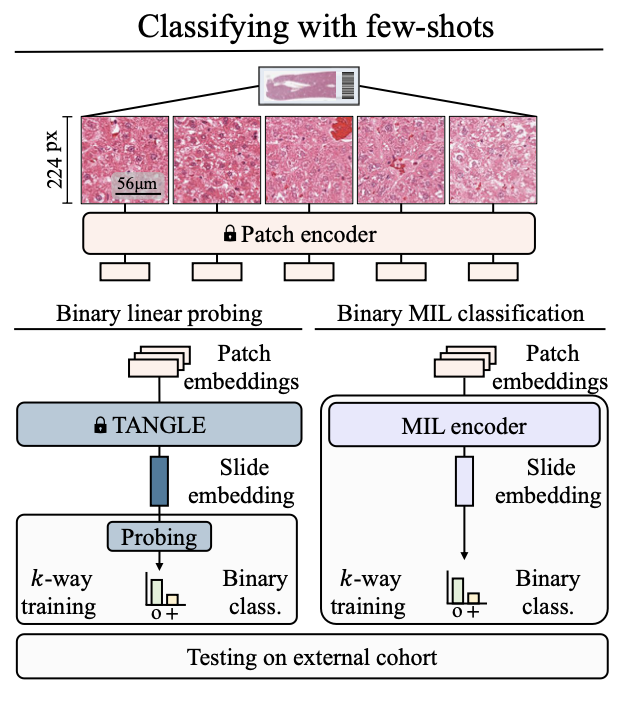 Classifying with few-shots
224 px
56µm
Patch encoder
Binary linear probing
Binary MIL classification
Patch
embeddings
Patch
embeddings
TANGLE
MIL encoder
Slide
embedding
Slide
embedding
Probing
k-way
training
o +
Binary
class.
k-way
training
o +
Binary
class.
Testing on external cohort